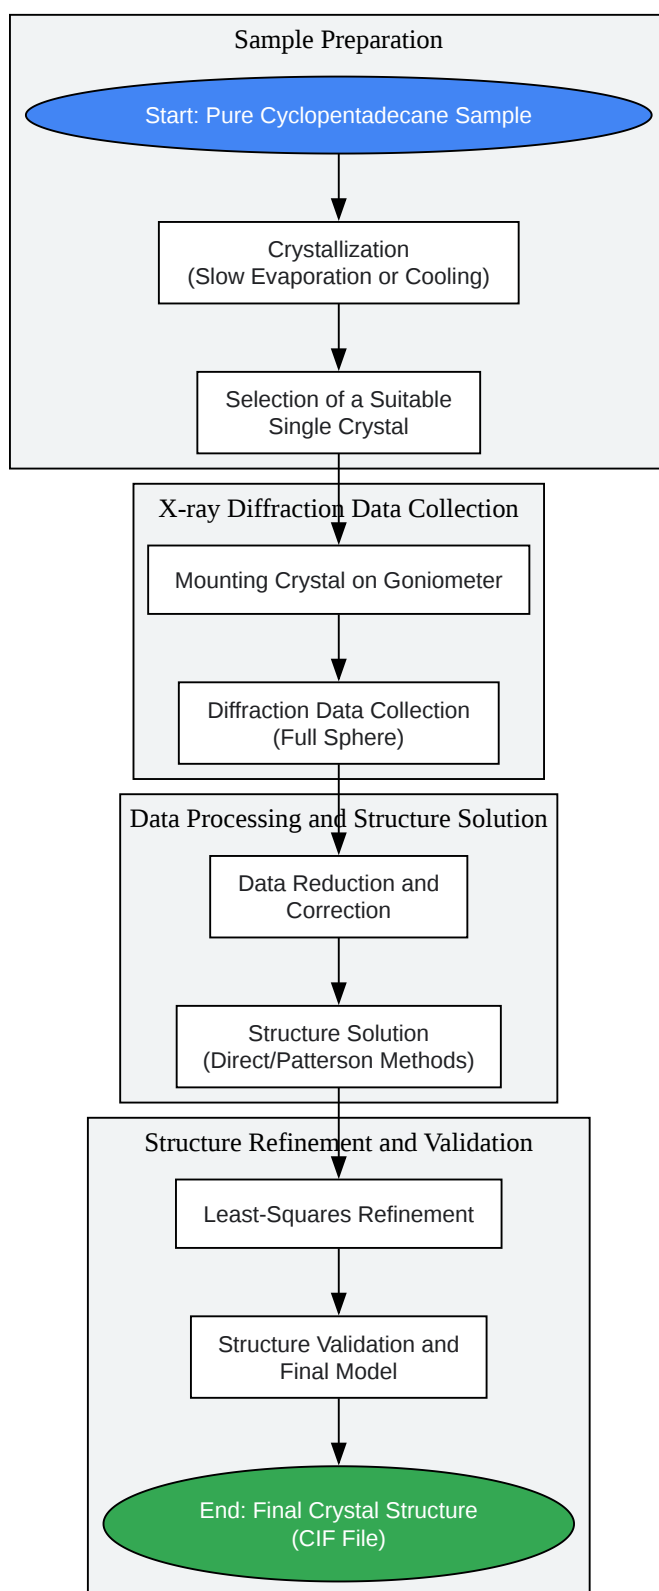 Sample Preparation
Start: Pure Cyclopentadecane Sample
Crystallization
(Slow Evaporation or Cooling)
Selection of a Suitable
Single Crystal
X-ray Diffraction Data Collection
Mounting Crystal on Goniometer
Diffraction Data Collection
(Full Sphere)
Data Processing and Structure Solution
Data Reduction and
Correction
Structure Solution
(Direct/Patterson Methods)
Structure Refinement and Validation
Least-Squares Refinement
Structure Validation and
Final Model
End: Final Crystal Structure
(CIF File)